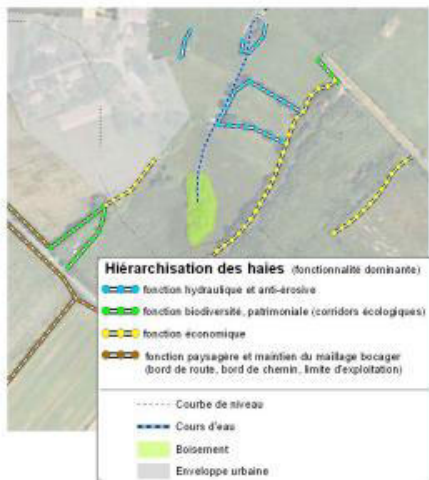 Hiérarchisation des haies (fonctionnalité dominante)
fonction hydraulique et anti-érosive
fonction biodiversité, patrimoniale (corridors écologiques)
fonction économique
fonction paysagère et maintien du maillage bocager
(bord de route, bord de chemin, limite d'exploitation)
Courbe de niveau
Cours d'eau
Boisement
Enveloppe urbaine